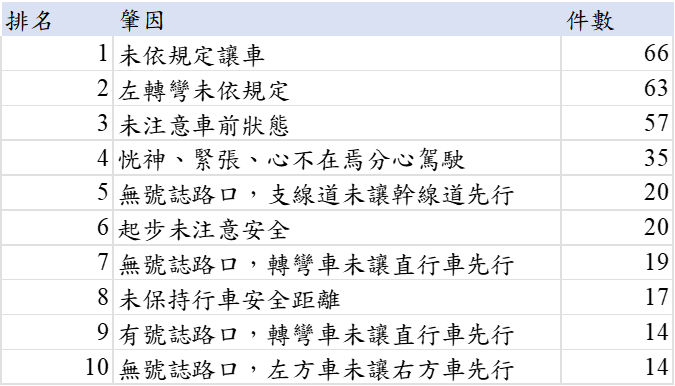 排名 肇因 件數
1 未依規定讓車 66
2 左轉彎未依規定 63
3 未注意車前狀態 57
4 恍神、緊張、心不在焉分心駕駛 35
5 無號誌路口，支線道未讓幹線道先行 20
6 起步未注意安全 20
7 無號誌路口，轉彎車未讓直行車先行 19
8 未保持行車安全距離 17
9 有號誌路口，轉彎車未讓直行車先行 14
10 無號誌路口，左方車未讓右方車先行 14